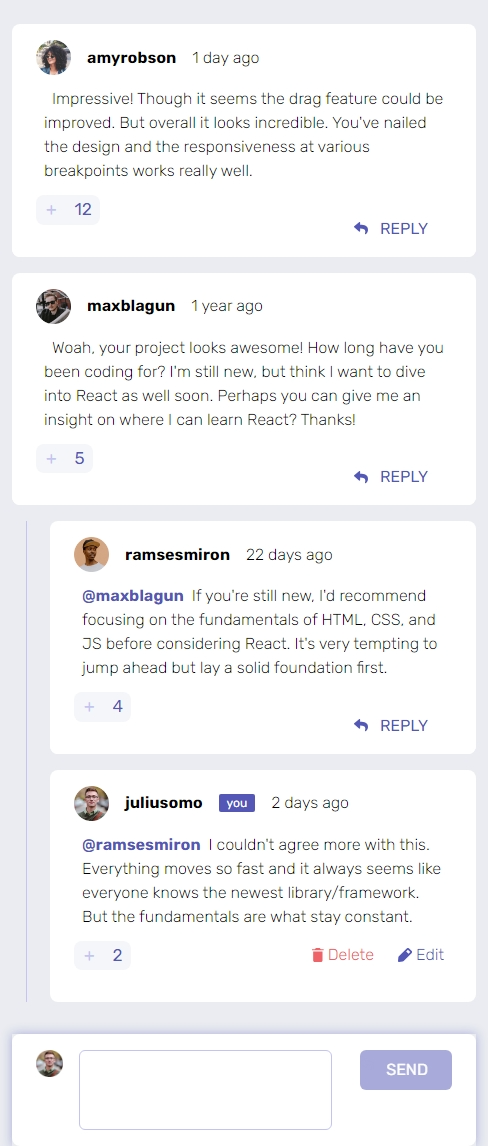 amyrobson 1 day ago
Impressive! Though it seems the drag feature could be
improved. But overall it looks incredible. You've nailed
the design and the responsiveness at various
breakpoints works really well.
+ 12
REPLY
maxblagun 1 year ago
Woah, your project looks awesome! How long have you
been coding for? I'm still new, but think I want to dive
into React as well soon. Perhaps you can give me an
insight on where I can learn React? Thanks!
+ 5
REPLY
ramsesmiron 22 days ago
@maxblagun If you're still new, I'd recommend
focusing on the fundamentals of HTML, CSS, and
JS before considering React. It's very tempting to
jump ahead but lay a solid foundation first.
+ 4
REPLY
juliusomo you 2 days ago
@ramsesmiron I couldn't agree more with this.
Everything moves so fast and it always seems like
everyone knows the newest library/framework.
But the fundamentals are what stay constant.
+ 2 Delete Edit
SEND